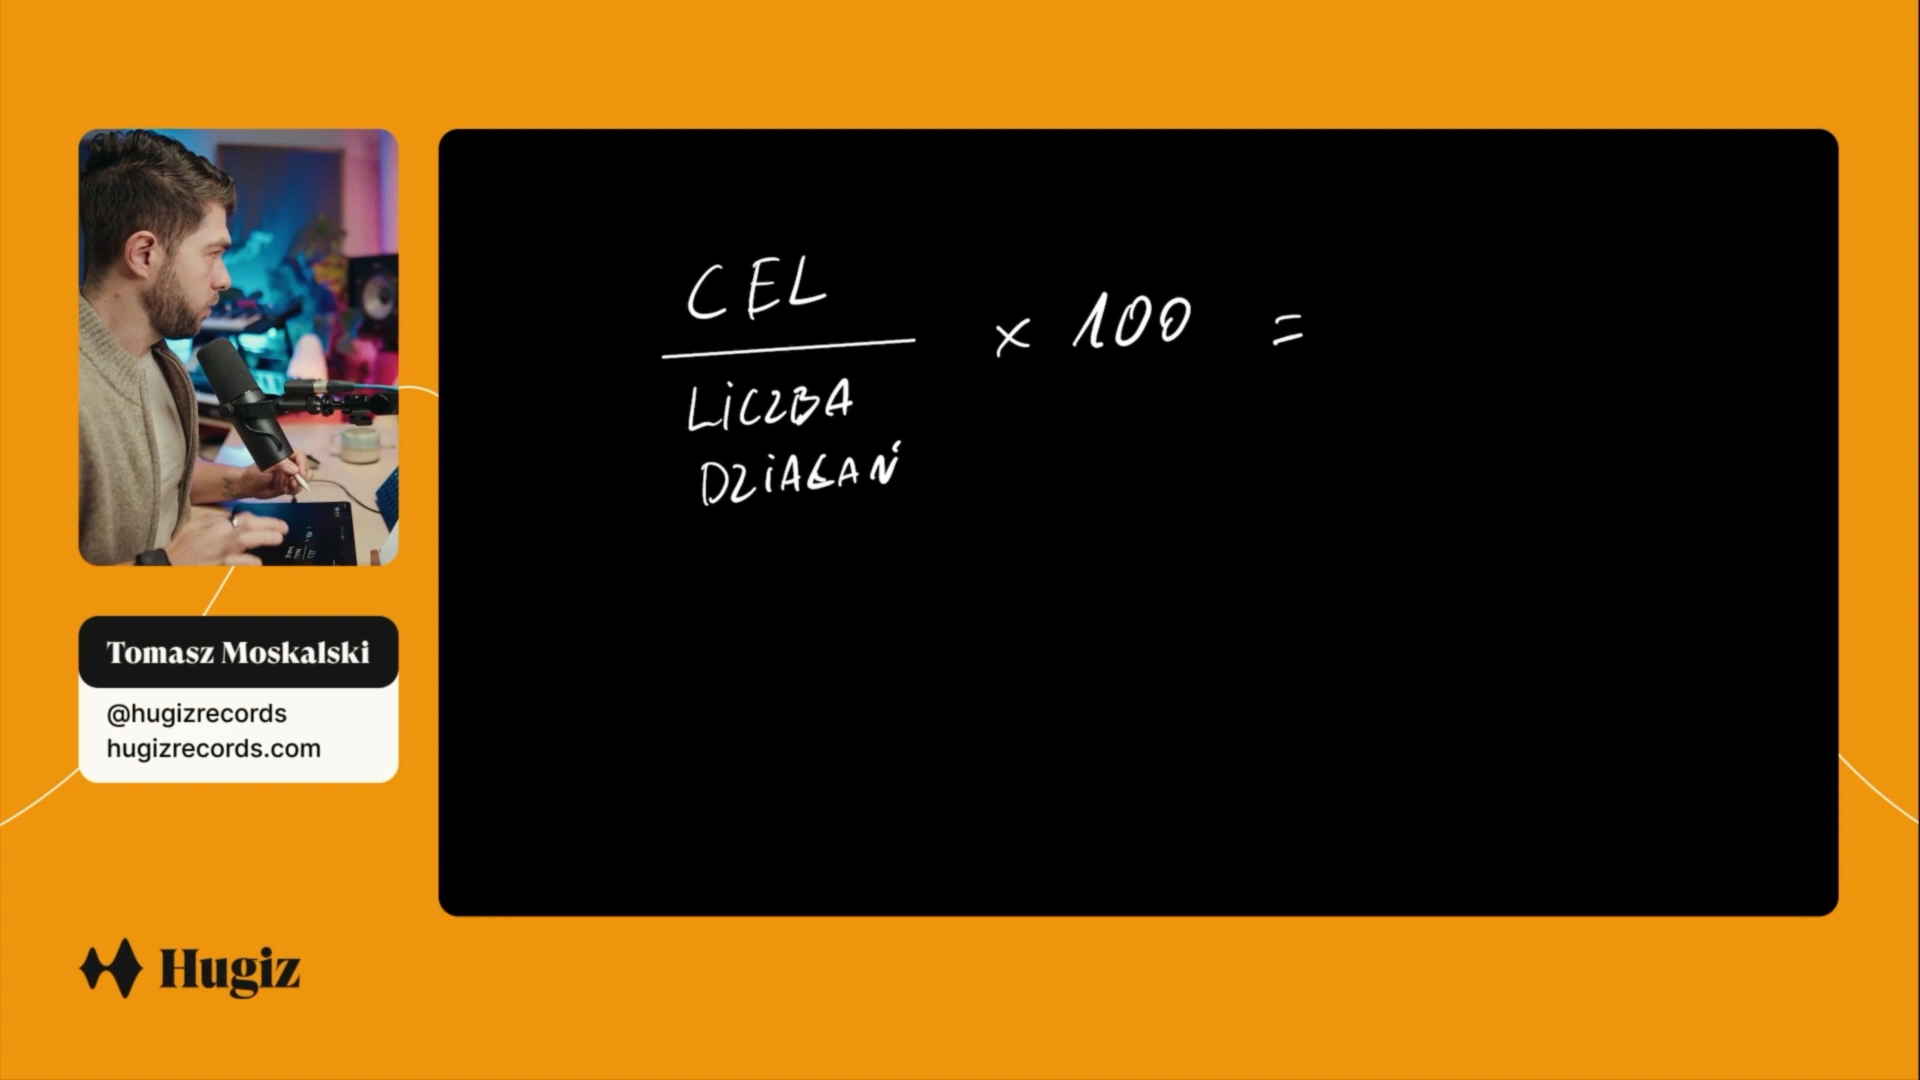 CEL
× 100 =
LICZBA
DZIAŁAŃ
Tomasz Moskalski
@hugizrecords
hugizrecords.com
Hugiz